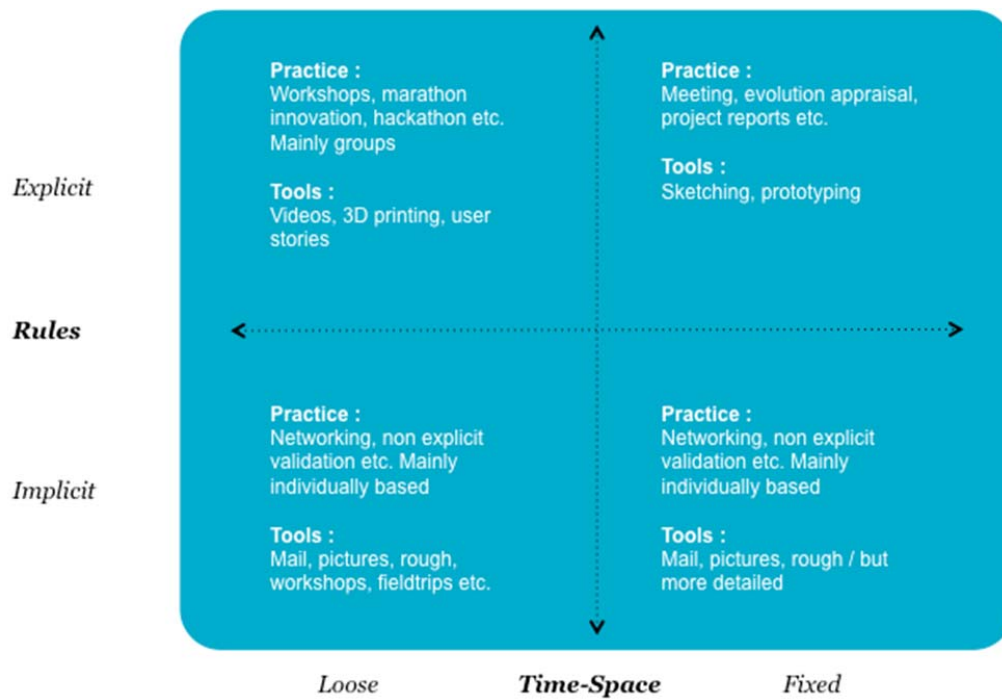 Practice :
Workshops, marathon
innovation, hackathon etc.
Mainly groups
Tools :
Videos, 3D printing, user
stories
Practice :
Meeting, evolution appraisal,
project reports etc.
Tools :
Sketching, prototyping
Explicit
Rules
Implicit
Practice :
Networking, non explicit
validation etc. Mainly
individually based
Tools :
Mail, pictures, rough,
workshops, fieldtrips etc.
Practice :
Networking, non explicit
validation etc. Mainly
individually based
Tools :
Mail, pictures, rough / but
more detailed
Loose
Time-Space
Fixed